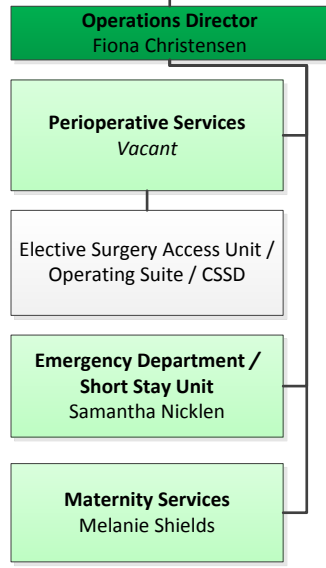 Operations Director
Fiona Christensen
Perioperative Services
Vacant
Elective Surgery Access Unit /
Operating Suite / CSSD
Emergency Department /
Short Stay Unit
Samantha Nicklen
Maternity Services
Melanie Shields